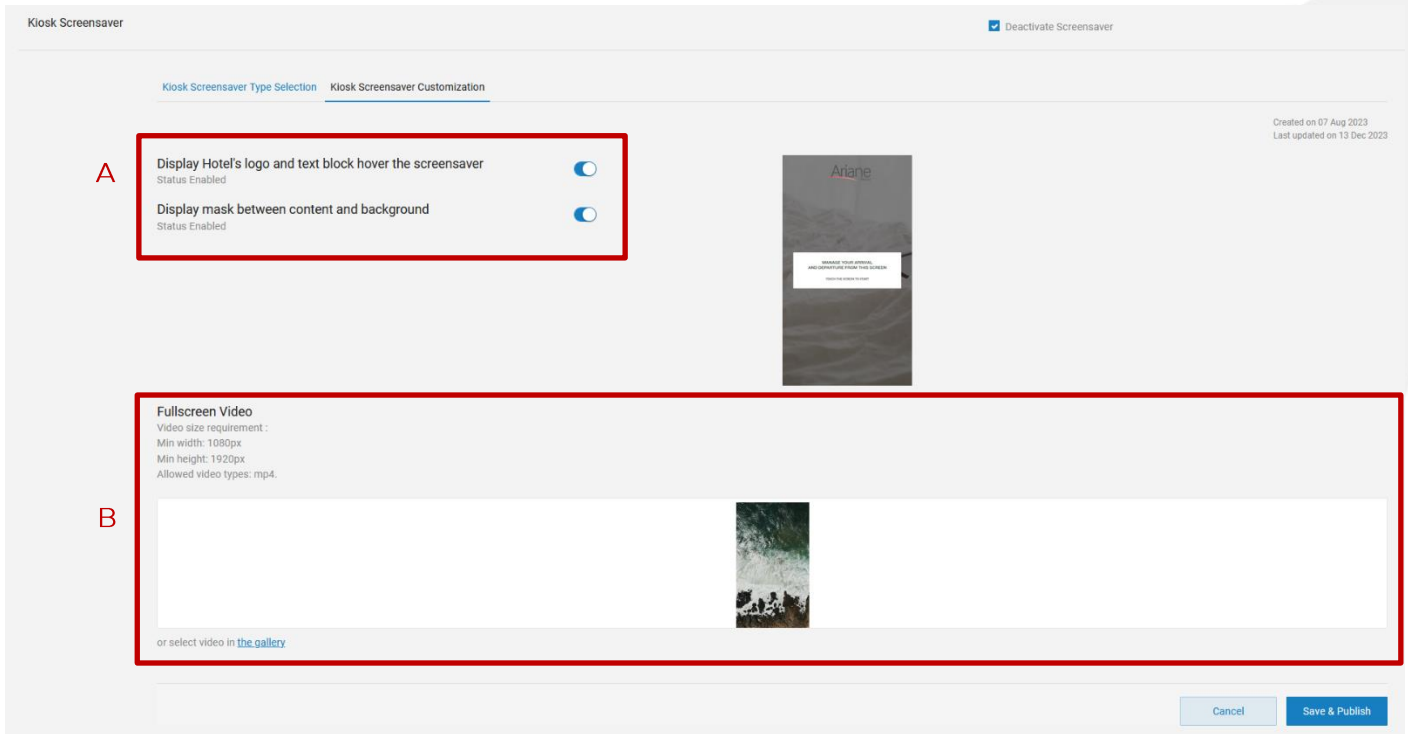 Kiosk Screensaver
Deactivate Screensaver
Kiosk Screensaver Type Selection
Kiosk Screensaver Customization
Created on 07 Aug 2023
Last updated on 13 Dec 2023
A
Display Hotel's logo and text block hover the screensaver
Status Enabled
Display mask between content and background
Status Enabled
Ariane
MANAGE YOUR ARRIVAL,
AND DEPARTURE FROM THIS SCREEN
TOUCH THE SCREEN TO START
B
Fullscreen Video
Video size requirement :
Min width: 1080px
Min height: 1920px
Allowed video types: mp4.
or select video in the gallery
Cancel
Save & Publish